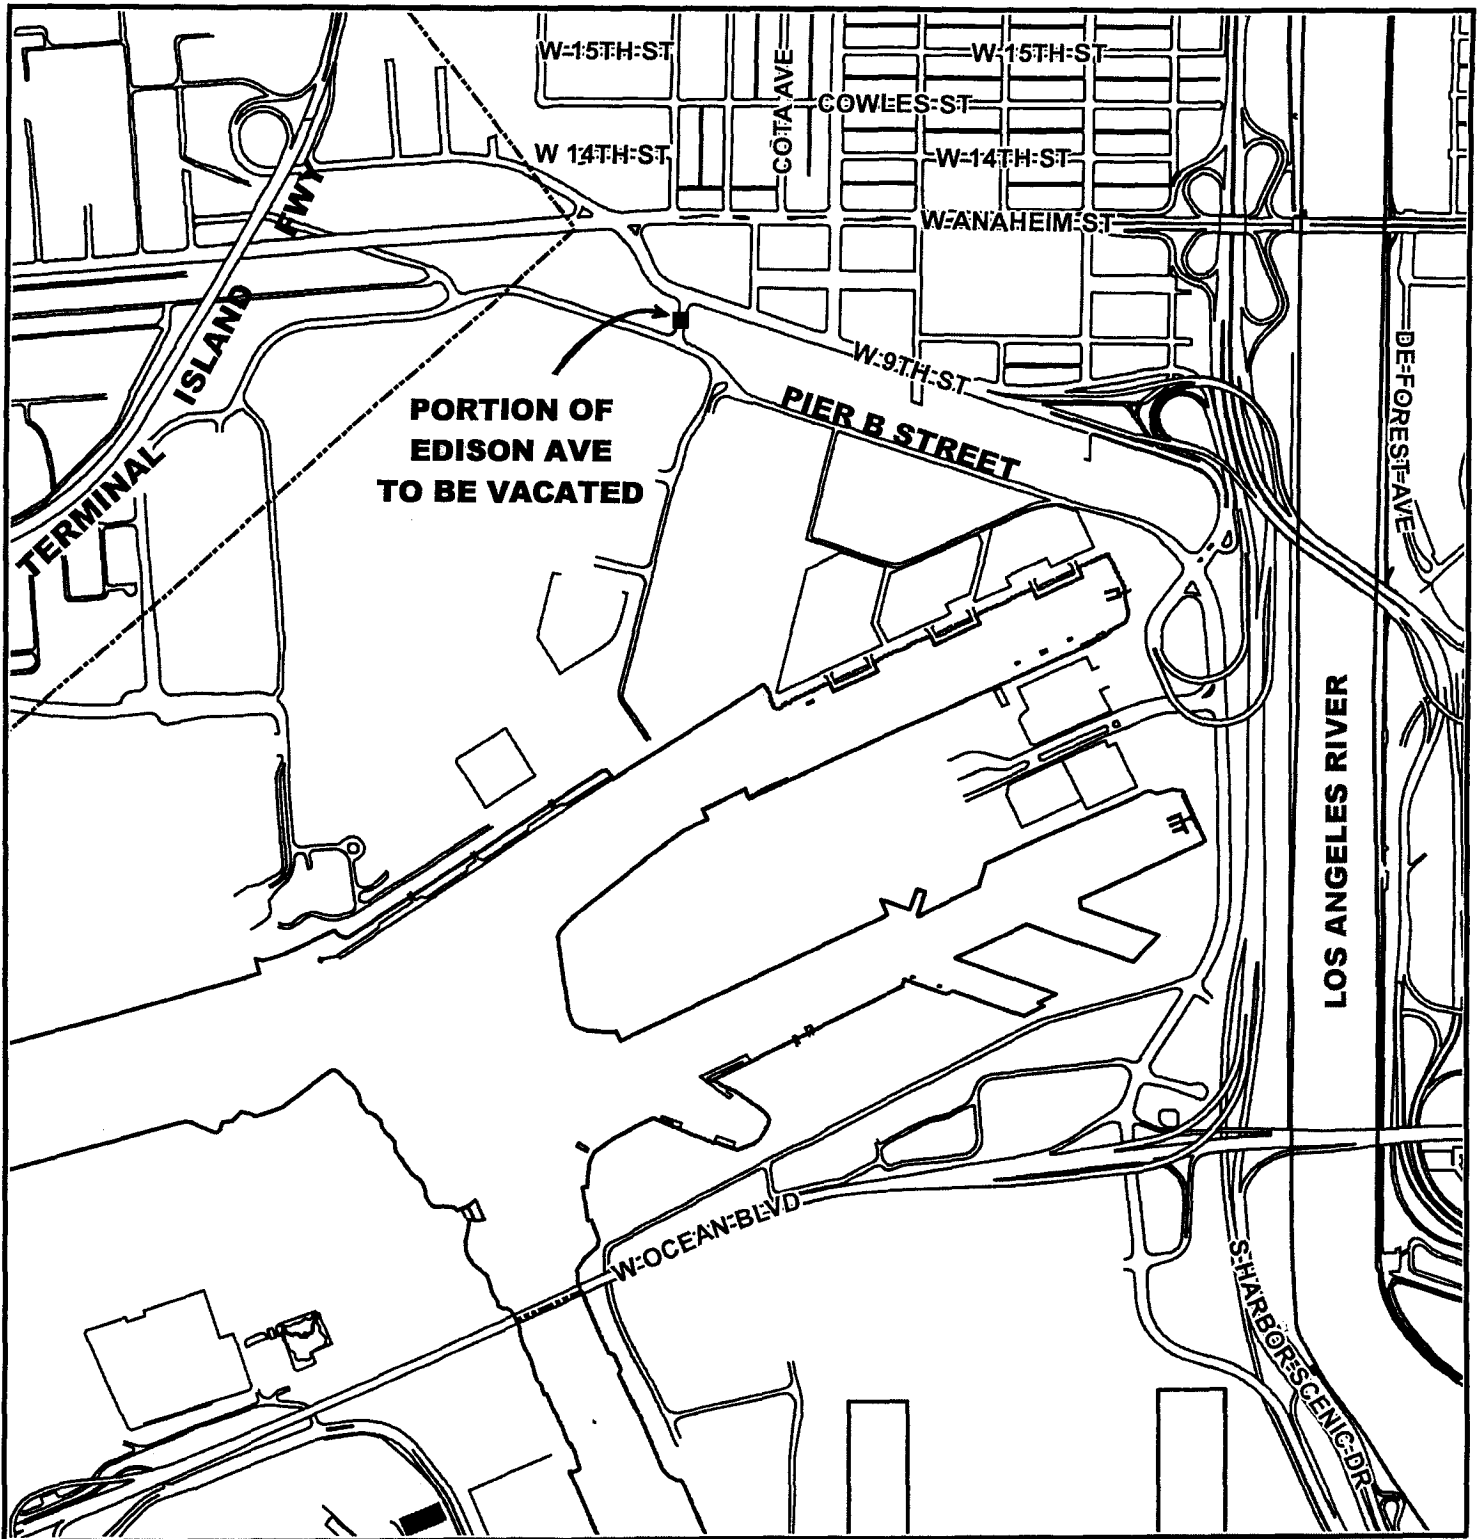 W 15TH ST
COTA AVE
W 15TH ST
COWLES ST
W 14TH ST
W 14TH ST
W ANAHEIM ST
TERMINAL ISLAND FWY
W 9TH ST
DE FOREST AVE
PORTION OF
EDISON AVE
TO BE VACATED
PIER B STREET
LOS ANGELES RIVER
W OCEAN BLVD
S HARBOR SCENIC DR